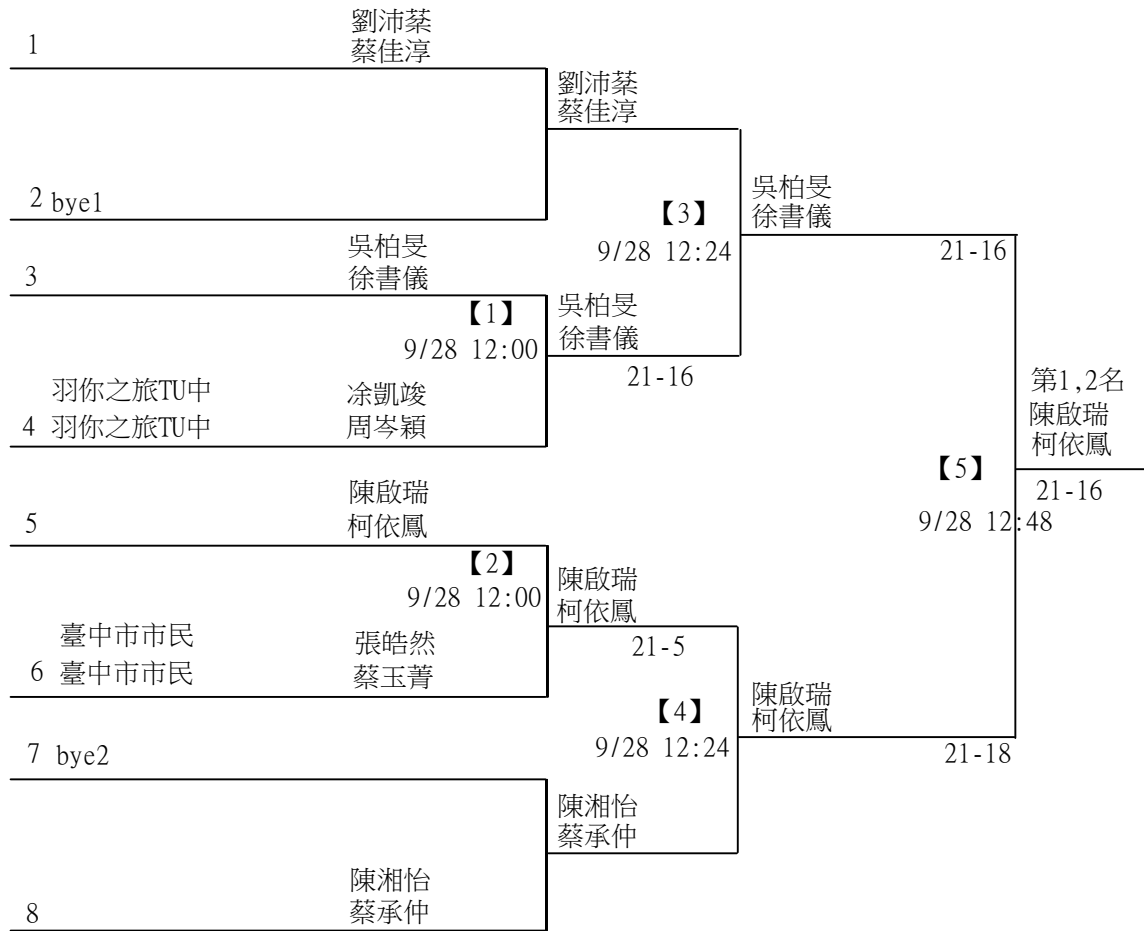 1
劉沛棻
蔡佳淳
劉沛棻
蔡佳淳
2 bye1
【3】
9/28 12:24
吳柏旻
徐書儀
21-16
3
吳柏旻
徐書儀
【1】
9/28 12:00
吳柏旻
徐書儀
21-16
羽你之旅TU中 凃凱竣
4 羽你之旅TU中 周岑穎
第1,2名
陳啟瑞
柯依鳳
21-16
【5】
9/28 12:48
5
陳啟瑞
柯依鳳
【2】
9/28 12:00
陳啟瑞
柯依鳳
21-5
臺中市市民 張皓然
6 臺中市市民 蔡玉菁
【4】
9/28 12:24
陳啟瑞
柯依鳳
21-18
7 bye2
陳湘怡
蔡承仲
陳湘怡
8 蔡承仲